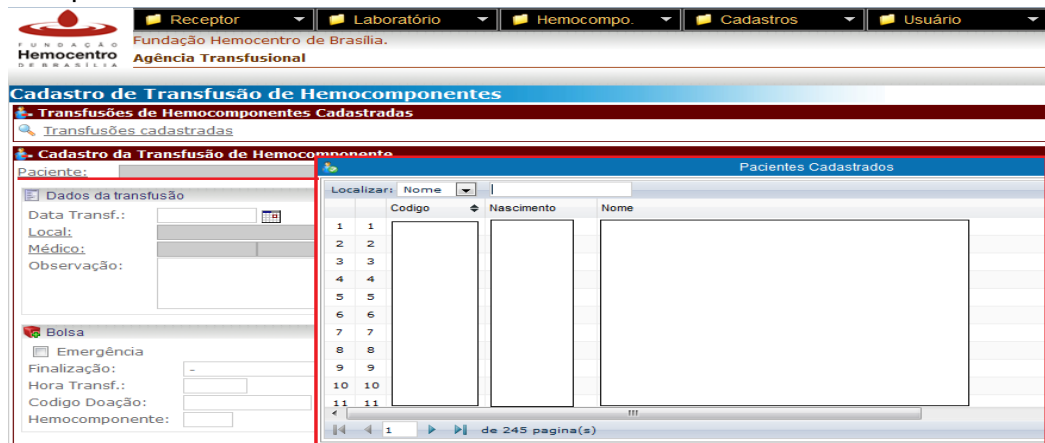 Receptor Laboratório Hemocompo. Cadastros Usuário
FUNDAÇÃO
Hemocentro
DE BRASÍLIA
Fundação Hemocentro de Brasília.
Agência Transfusional
Cadastro de Transfusão de Hemocomponentes
Transfusões de Hemocomponentes Cadastradas
Transfusões cadastradas
Cadastro da Transfusão de Hemocomponente
Paciente:
Dados da transfusão
Data Transf.:
Local:
Médico:
Observação:
Bolsa
Emergência
Finalização: -
Hora Transf.:
Codigo Doação:
Hemocomponente:
Pacientes Cadastrados
Localizar: Nome
Codigo Nascimento Nome
1 1
2 2
3 3
4 4
5 5
6 6
7 7
8 8
9 9
10 10
11 11
1 de 245 pagina(s)